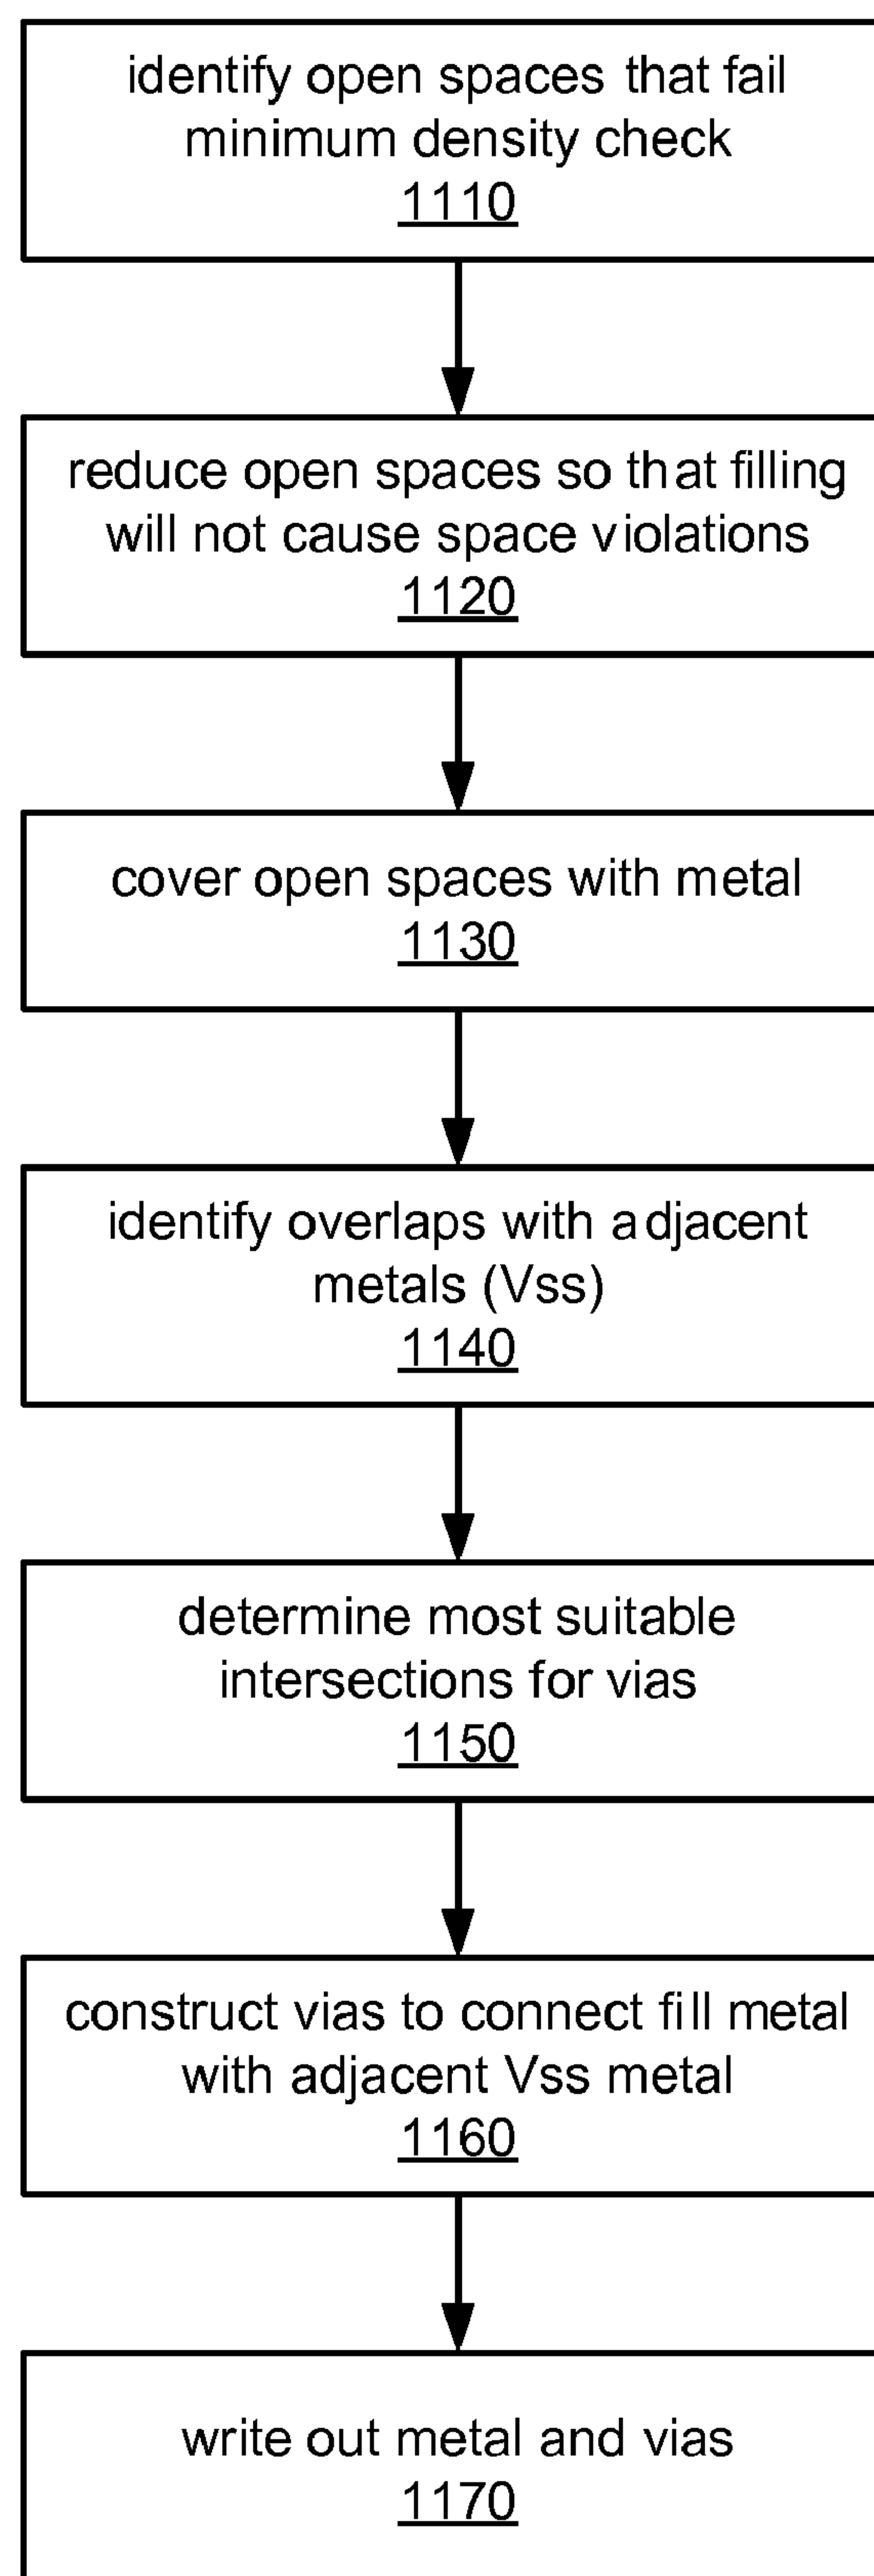 identify open spaces that fail
minimum density check
1110
reduce open spaces so that filling
will not cause space violations
1120
cover open spaces with metal
1130
identify overlaps with adjacent
metals (Vss)
1140
determine most suitable
intersections for vias
1150
construct vias to connect fill metal
with adjacent Vss metal
1160
write out metal and vias
1170